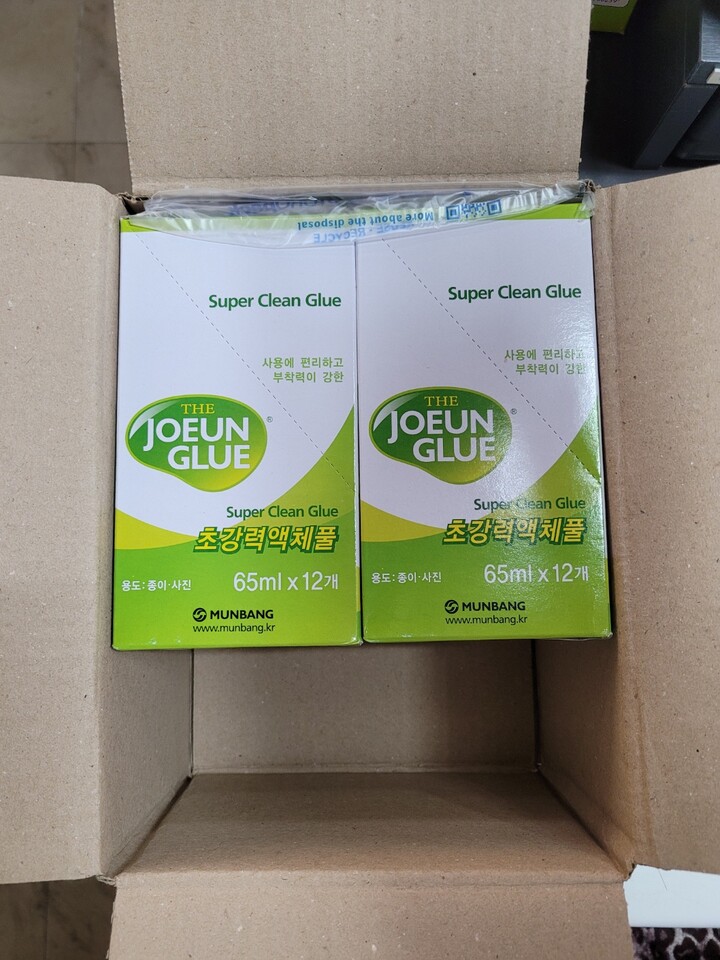 More about the disposal
RECYCLE
Super Clean Glue
사용에 편리하고
부착력이 강한
THE
JOEUN
GLUE
®
Super Clean Glue
초강력액체풀
용도:종이·사진
65ml x 12개
MUNBANG
www.munbang.kr
Super Clean Glue
사용에 편리하고
부착력이 강한
THE
JOEUN
GLUE
®
Super Clean Glue
초강력액체풀
용도:종이·사진
65ml x 12개
MUNBANG
www.munbang.kr